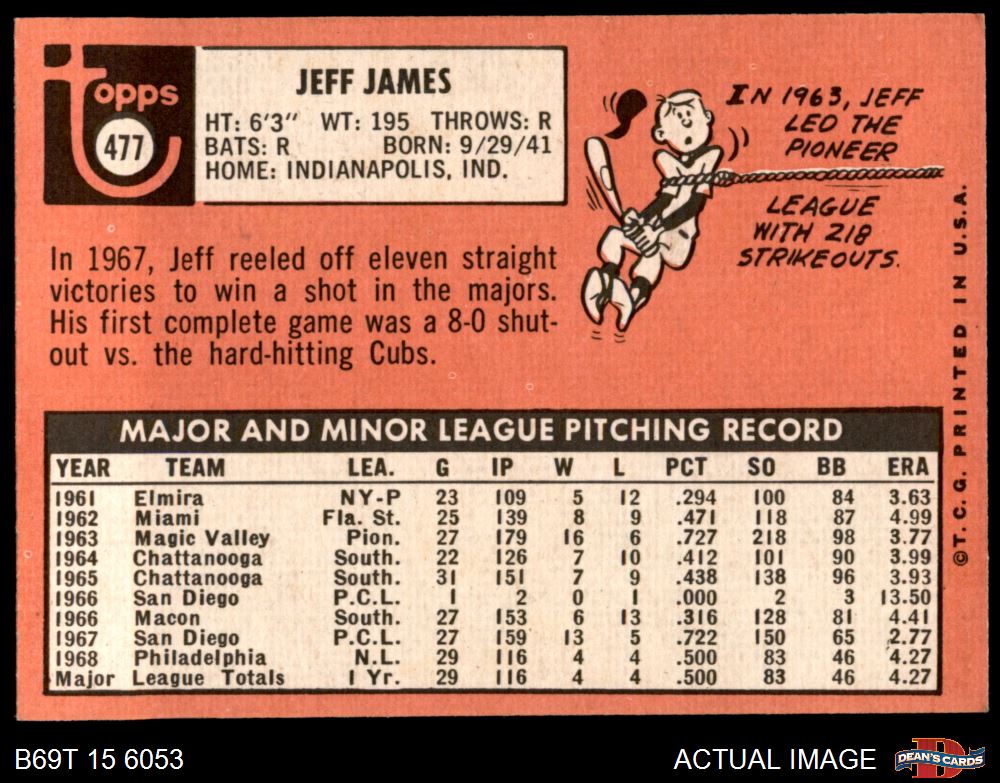 topps
477
JEFF JAMES
HT: 6'3" WT: 195 THROWS: R
BATS: R BORN: 9/29/41
HOME: INDIANAPOLIS, IND.
IN 1963, JEFF
LED THE
PIONEER
LEAGUE
WITH 218
STRIKEOUTS.
In 1967, Jeff reeled off eleven straight
victories to win a shot in the majors.
His first complete game was a 8-0 shut-
out vs. the hard-hitting Cubs.
MAJOR AND MINOR LEAGUE PITCHING RECORD
YEAR TEAM LEA. G IP W L PCT SO BB ERA
1961 Elmira NY-P 23 109 5 12 .294 100 84 3.63
1962 Miami Fla. St. 25 139 8 9 .471 118 87 4.99
1963 Magic Valley Pion. 27 179 16 6 .727 218 98 3.77
1964 Chattanooga South. 22 126 7 10 .412 101 90 3.99
1965 Chattanooga South. 31 151 7 9 .438 138 96 3.93
1966 San Diego P.C.L. 1 2 0 1 .000 2 3 13.50
1966 Macon South. 27 153 6 13 .316 128 81 4.41
1967 San Diego P.C.L. 27 159 13 5 .722 150 65 2.77
1968 Philadelphia N.L. 29 116 4 4 .500 83 46 4.27
Major League Totals 1 Yr. 29 116 4 4 .500 83 46 4.27
©T.C.G. PRINTED IN U.S.A.
B69T 15 6053 ACTUAL IMAGE
D
DEAN'S CARDS